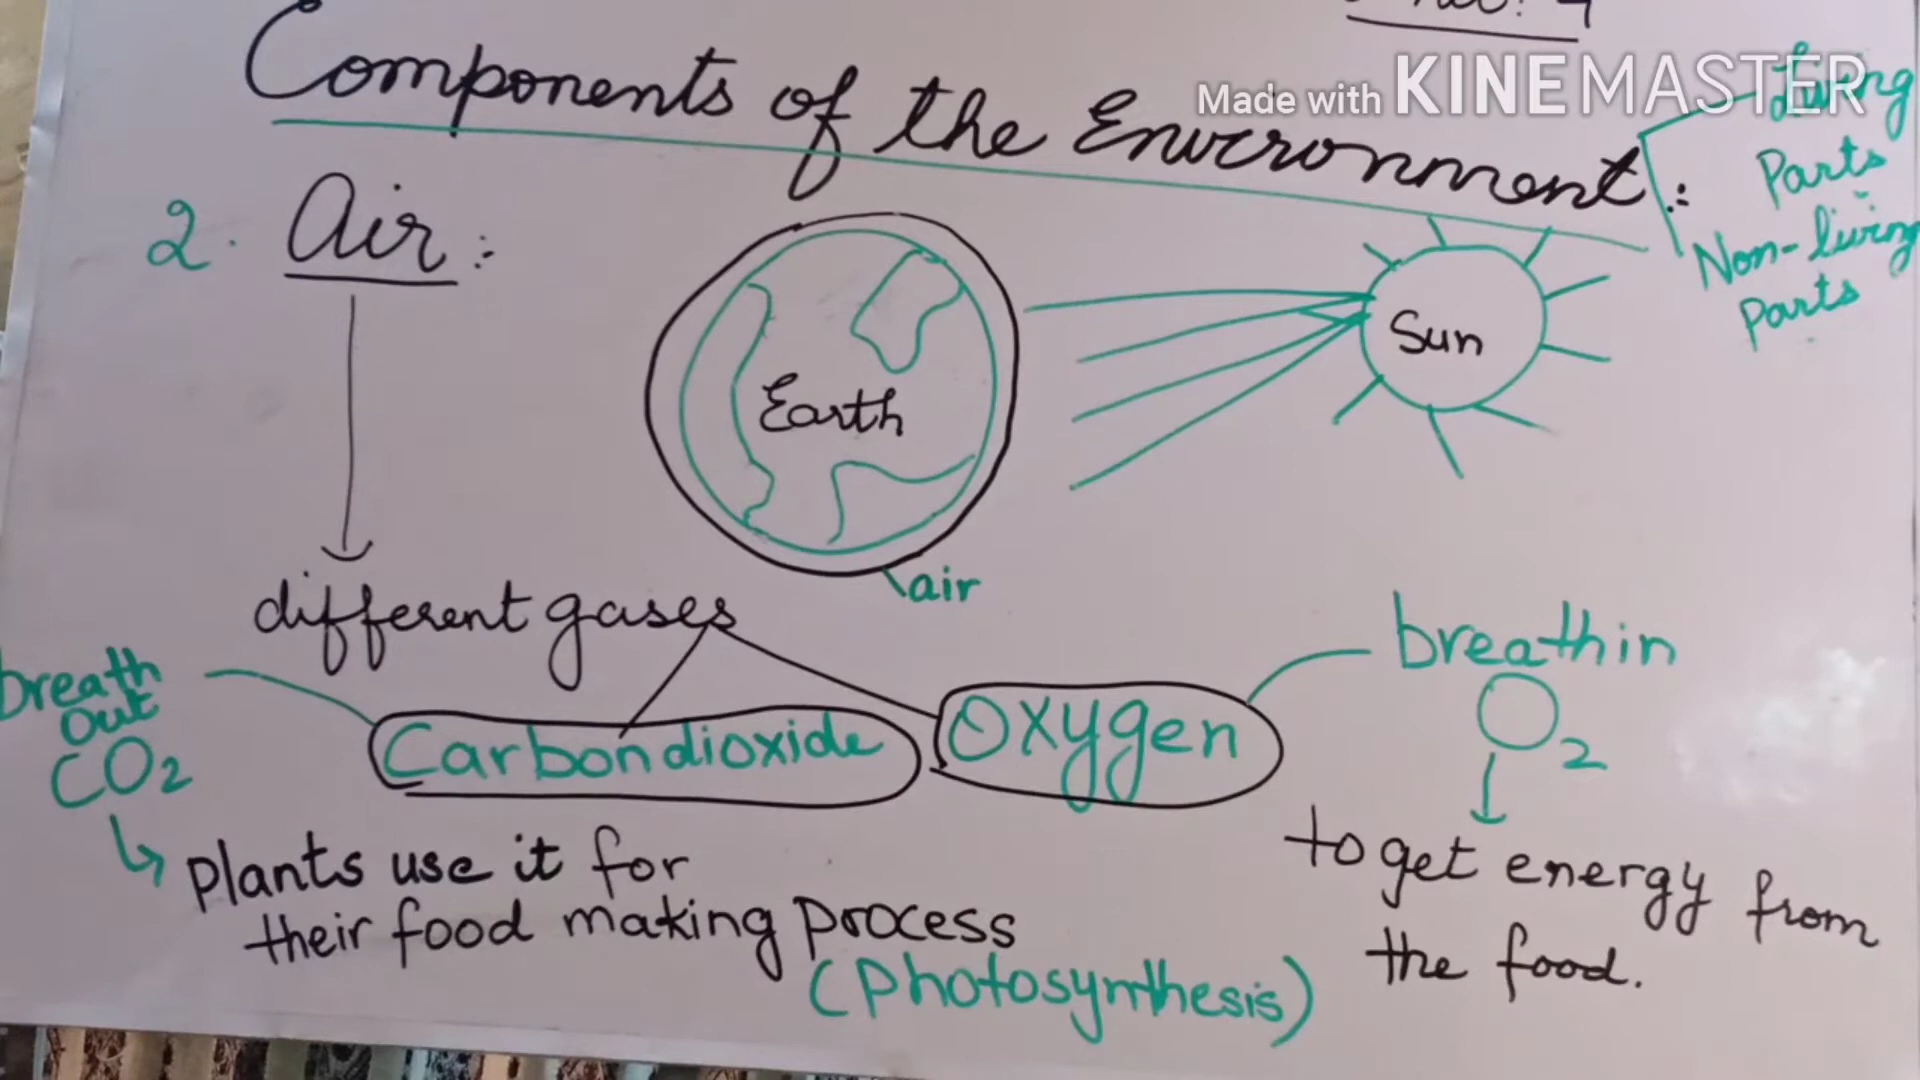 Components of the Environment :
Made with KINEMASTER
Living
Parts
Non-living
Parts
2. Air :
Earth
Sun
air
different gases
breath
out
CO2
Carbondioxide
Oxygen
breathin
O2
plants use it for
their food making process
(Photosynthesis)
to get energy from
the food.